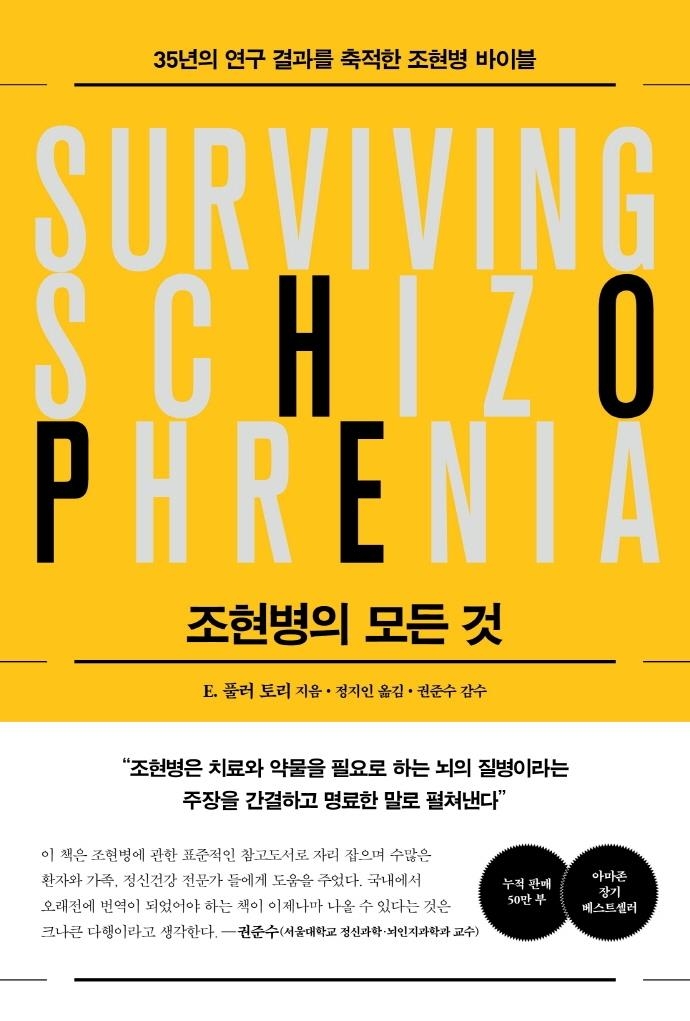 35년의 연구 결과를 축적한 조현병 바이블
SURVIVING
SCHIZO
PHRENIA
조현병의 모든 것
E. 풀러 토리 지음 • 정지인 옮김 • 권준수 감수
“조현병은 치료와 약물을 필요로 하는 뇌의 질병이라는
주장을 간결하고 명료한 말로 펼쳐낸다”
이 책은 조현병에 관한 표준적인 참고도서로 자리 잡으며 수많은
환자와 가족, 정신건강 전문가 들에게 도움을 주었다. 국내에서
오래전에 번역이 되었어야 하는 책이 이제나마 나올 수 있다는 것은
크나큰 다행이라고 생각한다. —권준수(서울대학교 정신과학·뇌인지과학과 교수)
누적 판매
50만 부
아마존
장기
베스트셀러